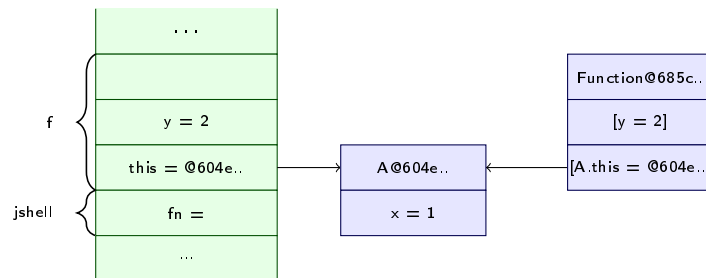 ...
f
y = 2
this = @604e..
jshell
fn =
...
A@604e..
x = 1
Function@685c..
[y = 2]
[A.this = @604e..